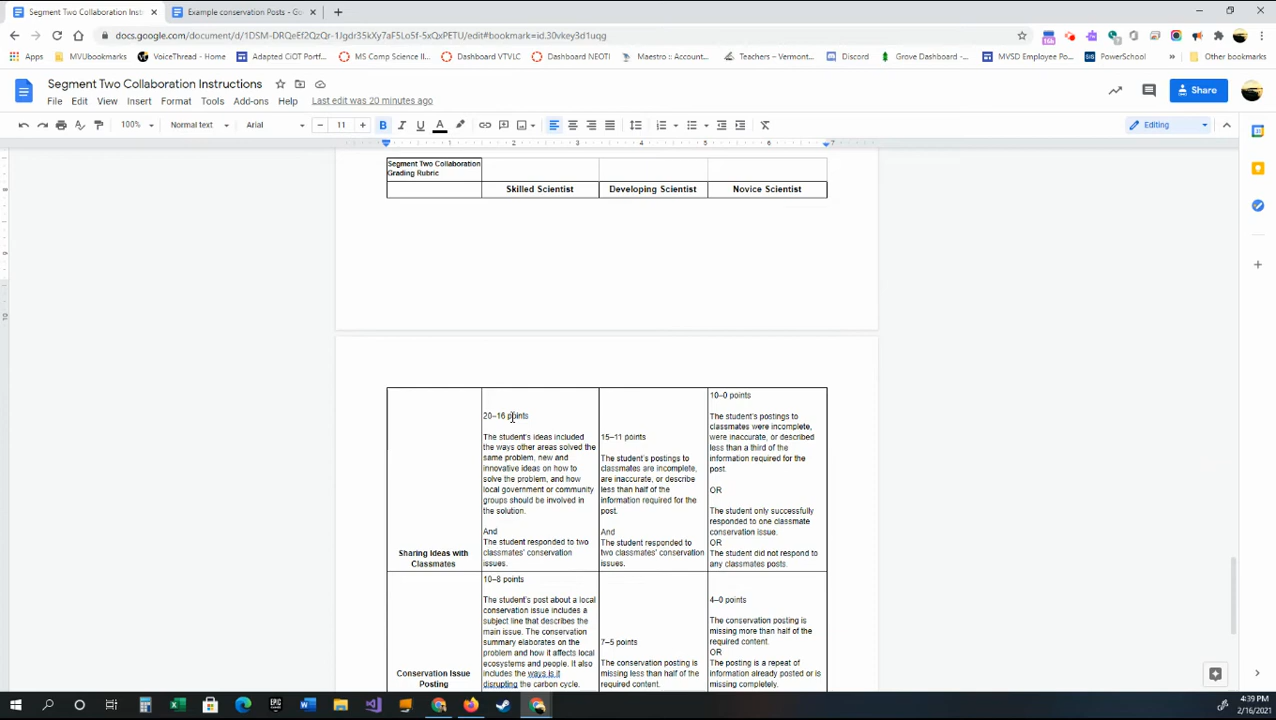 Segment Two Collaboration Inst
Example conservation Posts - Go
docs.google.com/document/d/1DSM-DRQeEf2QzQr-1Jgdr35kXy7aF5Lo5f-5xQxPETU/edit#bookmark=id.30vkey3d1uqg
Apps
MVUbookmarks
VoiceThread - Home
Adapted CiOT Portf...
MS Comp Science II...
Dashboard VTVLC
Dashboard NEOTI
Maestro :: Account...
Teachers – Vermont...
Discord
Grove Dashboard –...
MVSD Employee Po...
PowerSchool
Other bookmarks
Segment Two Collaboration Instructions
File Edit View Insert Format Tools Add-ons Help Last edit was 20 minutes ago
Share
100% Normal text Arial 11 Editing
Segment Two Collaboration
Grading Rubric
Skilled Scientist
Developing Scientist
Novice Scientist
Sharing Ideas with
Classmates
20–16 points
The student's ideas included
the ways other areas solved the
same problem, new and
innovative ideas on how to
solve the problem, and how
local government or community
groups should be involved in
the solution.
And
The student responded to two
classmates' conservation
issues.
15–11 points
The student's postings to
classmates are incomplete,
are inaccurate, or describe
less than half of the
information required for the
post.
And
The student responded to
two classmates' conservation
issues.
10–0 points
The student's postings to
classmates were incomplete,
were inaccurate, or described
less than a third of the
information required for the
post.
OR
The student only successfully
responded to one classmate
conservation issue.
OR
The student did not respond to
any classmates posts.
Conservation Issue
Posting
10–8 points
The student's post about a local
conservation issue includes a
subject line that describes the
main issue. The conservation
summary elaborates on the
problem and how it affects local
ecosystems and people. It also
includes the ways is it
disrupting the carbon cycle.
7–5 points
The conservation posting is
missing less than half of the
required content.
4–0 points
The conservation posting is
missing more than half of the
required content.
OR
The posting is a repeat of
information already posted or is
missing completely.
4:39 PM
2/16/2021